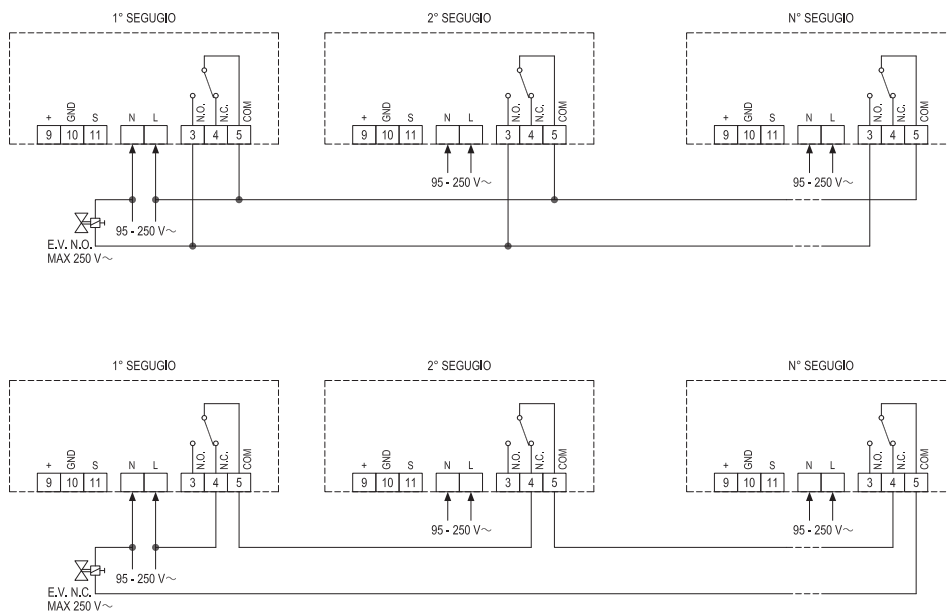 1° SEGUGIO
2° SEGUGIO
N° SEGUGIO
+ GND S N L N.O. N.C. COM
9 10 11 3 4 5
+ GND S N L N.O. N.C. COM
9 10 11 3 4 5
+ GND S N L N.O. N.C. COM
9 10 11 3 4 5
95 - 250 V~
95 - 250 V~
95 - 250 V~
E.V. N.O.
MAX 250 V~
1° SEGUGIO
2° SEGUGIO
N° SEGUGIO
+ GND S N L N.O. N.C. COM
9 10 11 3 4 5
+ GND S N L N.O. N.C. COM
9 10 11 3 4 5
+ GND S N L N.O. N.C. COM
9 10 11 3 4 5
95 - 250 V~
95 - 250 V~
95 - 250 V~
E.V. N.C.
MAX 250 V~